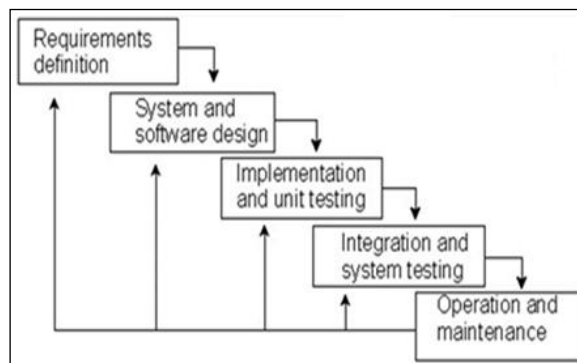 Requirements
definition
System and
software design
Implementation
and unit testing
Integration and
system testing
Operation and
maintenance